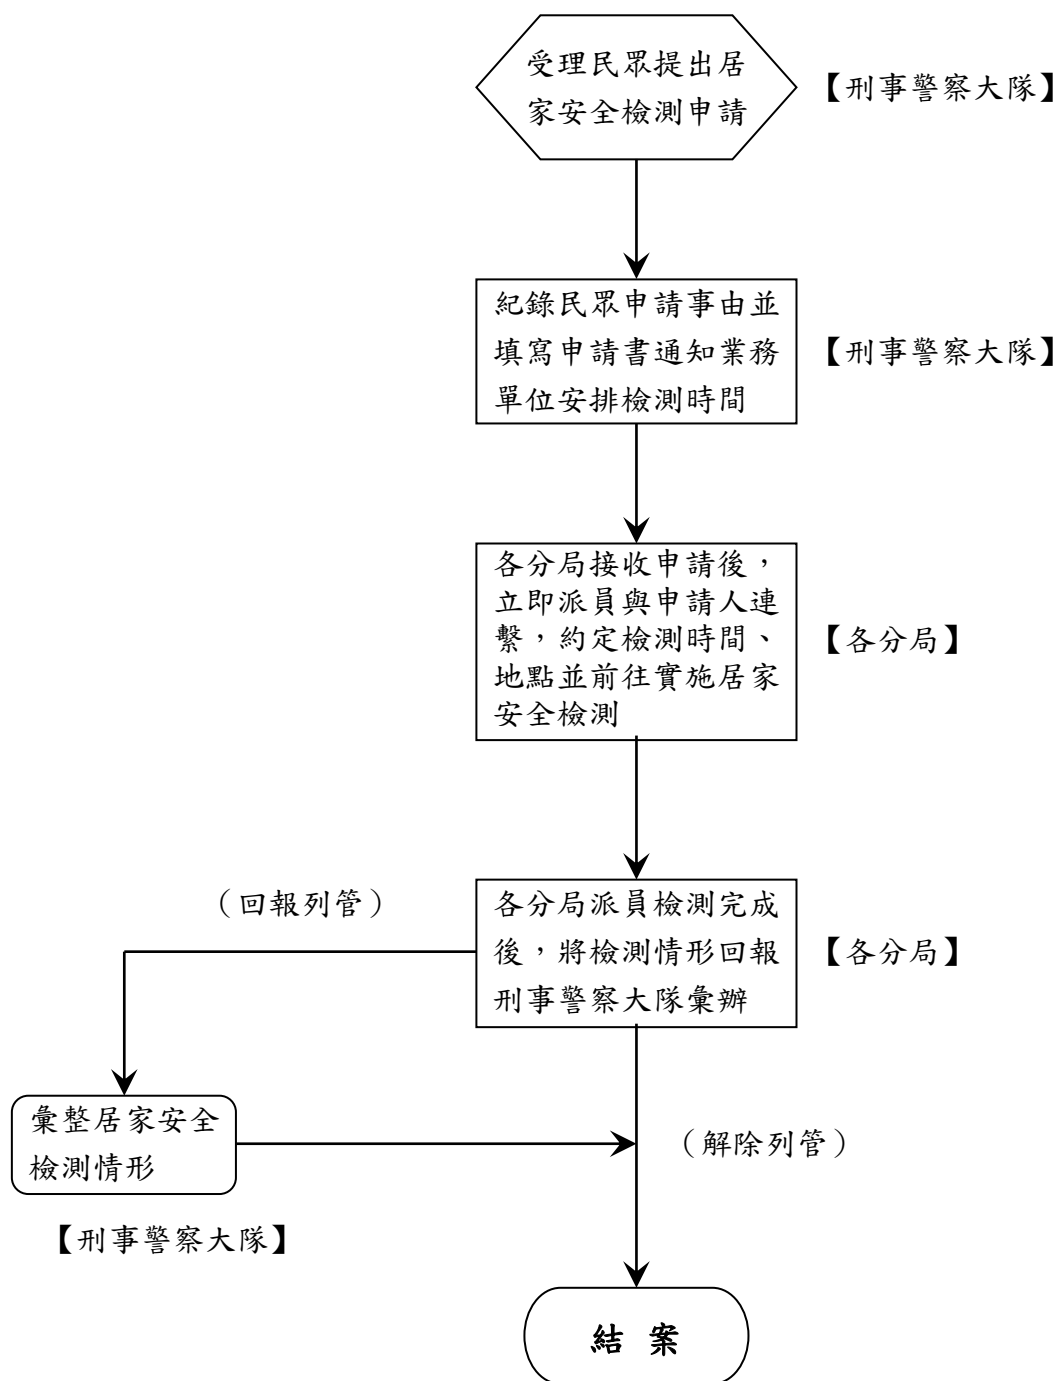 受理民眾提出居
家安全檢測申請
【刑事警察大隊】
紀錄民眾申請事由並
填寫申請書通知業務
單位安排檢測時間
【刑事警察大隊】
各分局接收申請後，
立即派員與申請人連
繫，約定檢測時間、
地點並前往實施居家
安全檢測
【各分局】
（回報列管）
各分局派員檢測完成
後，將檢測情形回報
刑事警察大隊彙辦
【各分局】
彙整居家安全
檢測情形
【刑事警察大隊】
（解除列管）
結 案